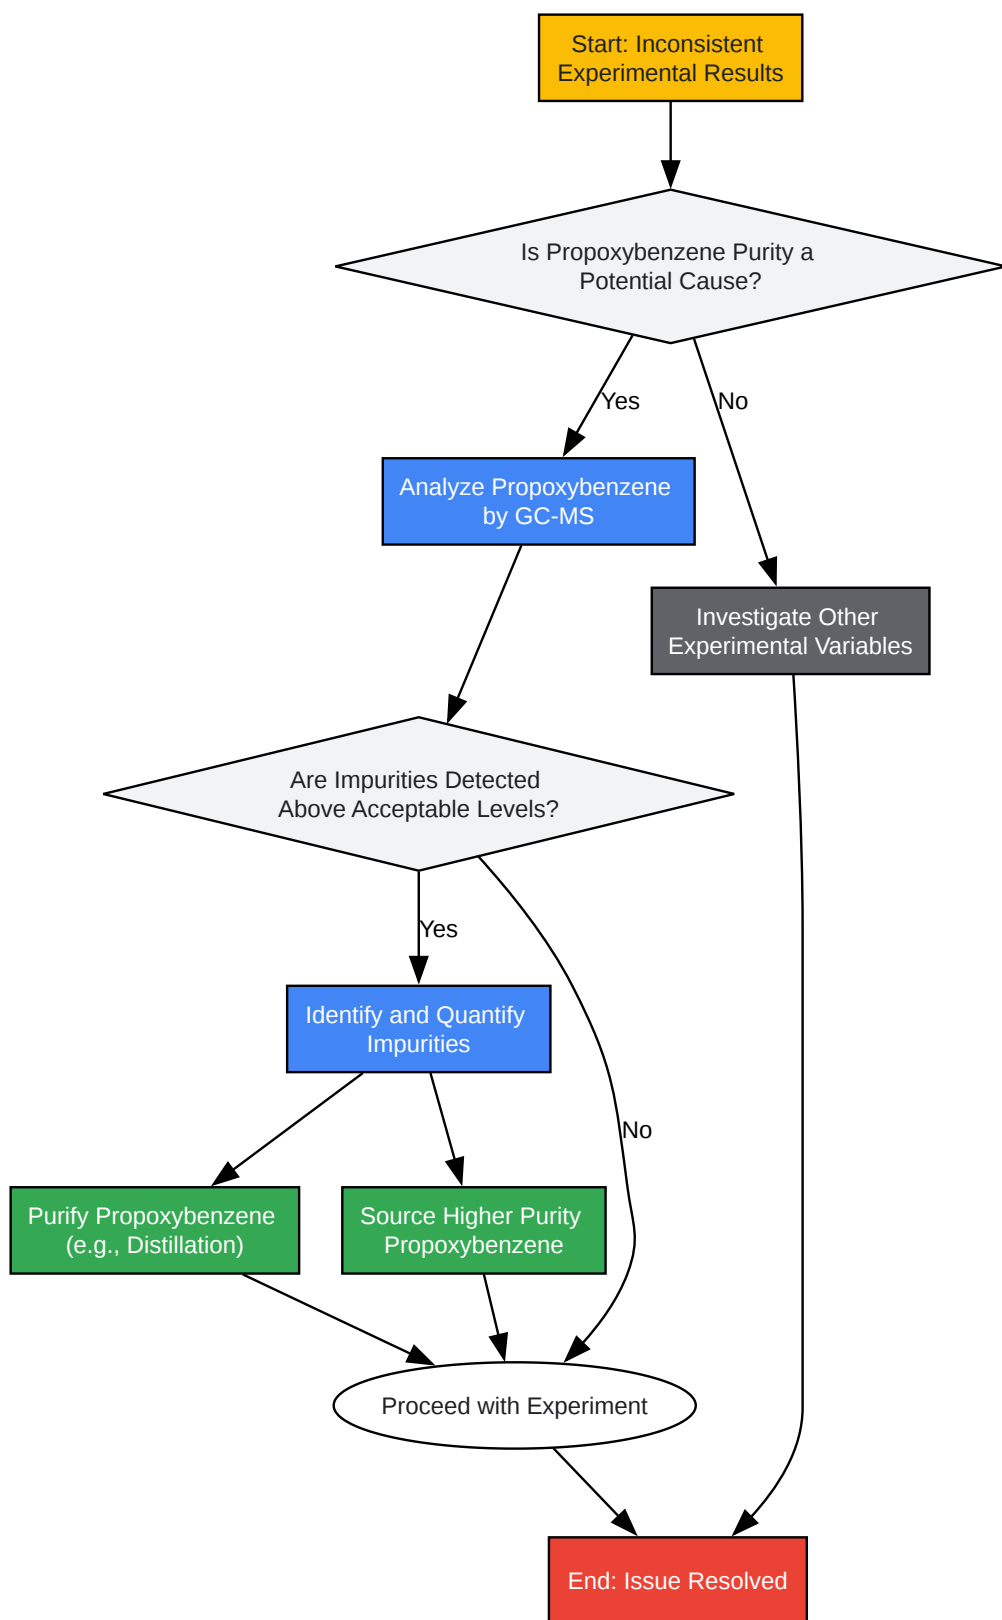 Start: Inconsistent
Experimental Results
Is Propoxybenzene Purity a
Potential Cause?
Yes
No
Analyze Propoxybenzene
by GC-MS
Investigate Other
Experimental Variables
Are Impurities Detected
Above Acceptable Levels?
Yes
Identify and Quantify
Impurities
No
Purify Propoxybenzene
(e.g., Distillation)
Source Higher Purity
Propoxybenzene
Proceed with Experiment
End: Issue Resolved